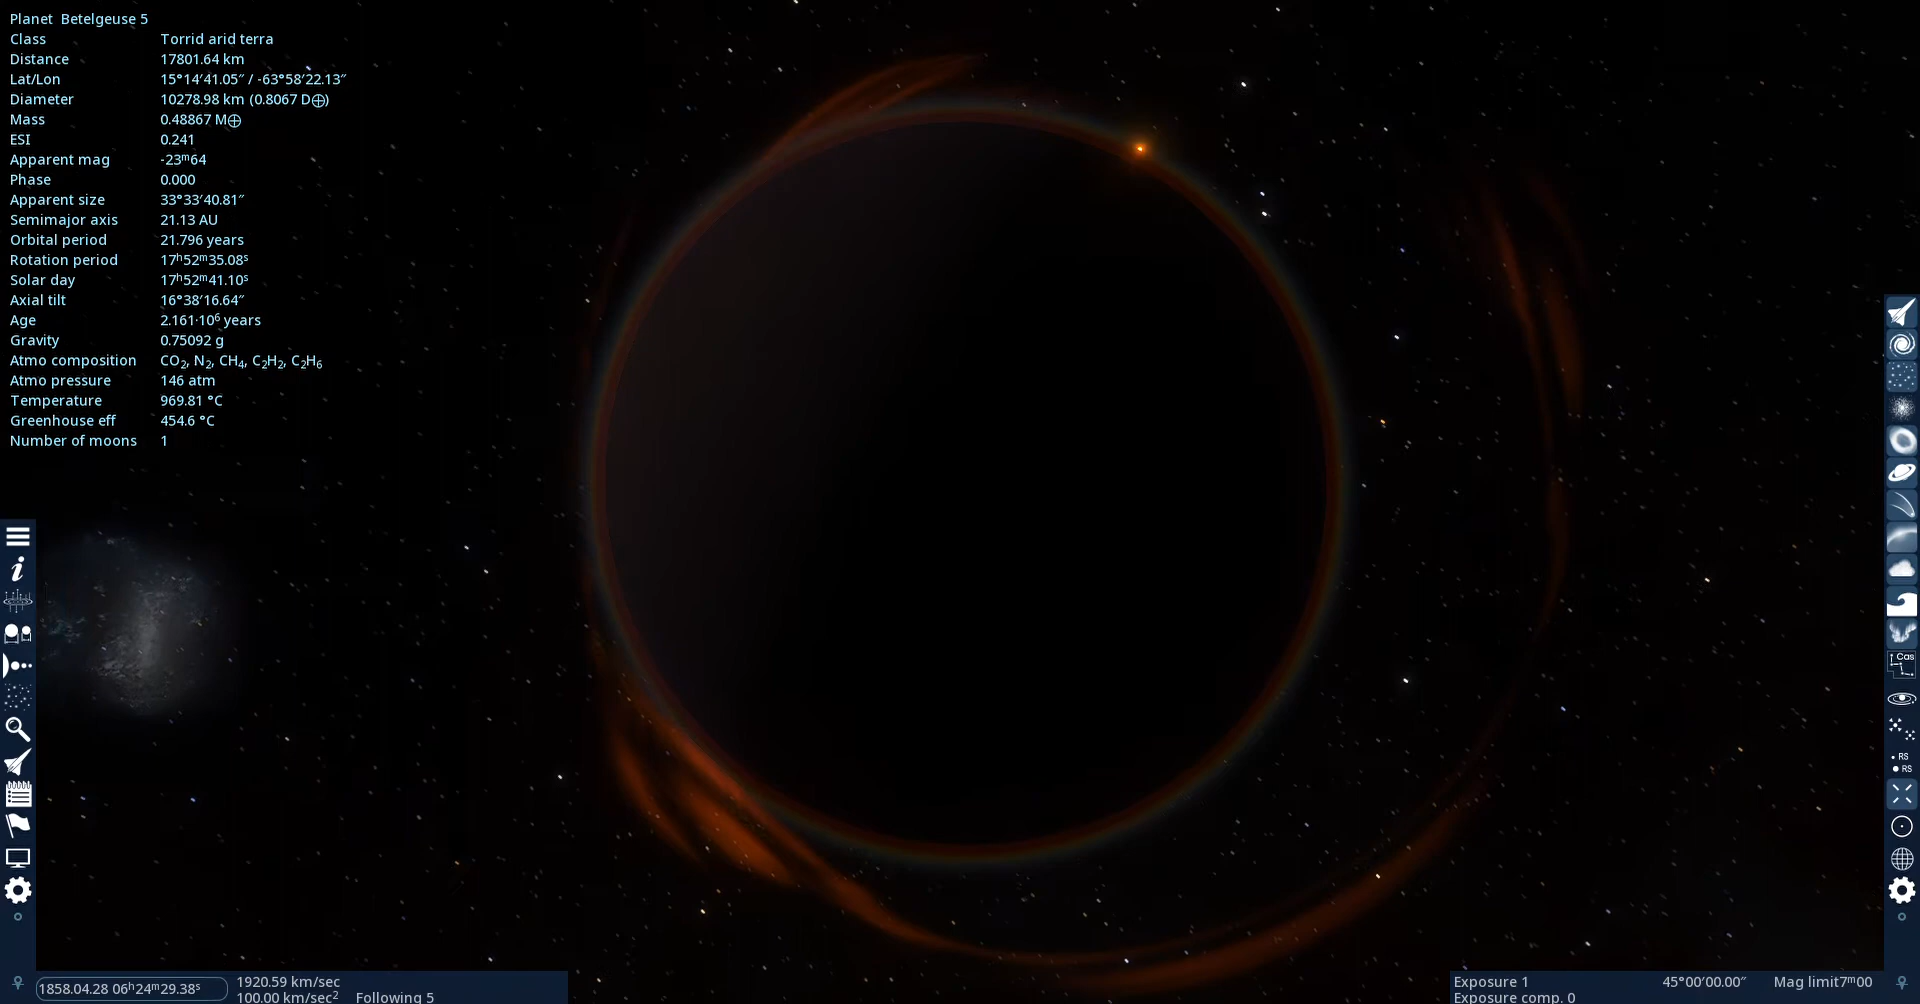 Planet Betelgeuse 5
Class Torrid arid terra
Distance 17801.64 km
Lat/Lon 15°14′41.05″ / -63°58′22.13″
Diameter 10278.98 km (0.8067 D⊕)
Mass 0.48867 M⊕
ESI 0.241
Apparent mag -23ᵐ64
Phase 0.000
Apparent size 33°33′40.81″
Semimajor axis 21.13 AU
Orbital period 21.796 years
Rotation period 17ʰ52ᵐ35.08ˢ
Solar day 17ʰ52ᵐ41.10ˢ
Axial tilt 16°38′16.64″
Age 2.161·10⁶ years
Gravity 0.75092 g
Atmo composition CO₂, N₂, CH₄, C₂H₂, C₂H₆
Atmo pressure 146 atm
Temperature 969.81 °C
Greenhouse eff 454.6 °C
Number of moons 1
Cas
RS
RS
1858.04.28 06ʰ24ᵐ29.38ˢ
1920.59 km/sec
100.00 km/sec² Following 5
Exposure 1 45°00′00.00″ Mag limit7ᵐ00
Exposure comp. 0